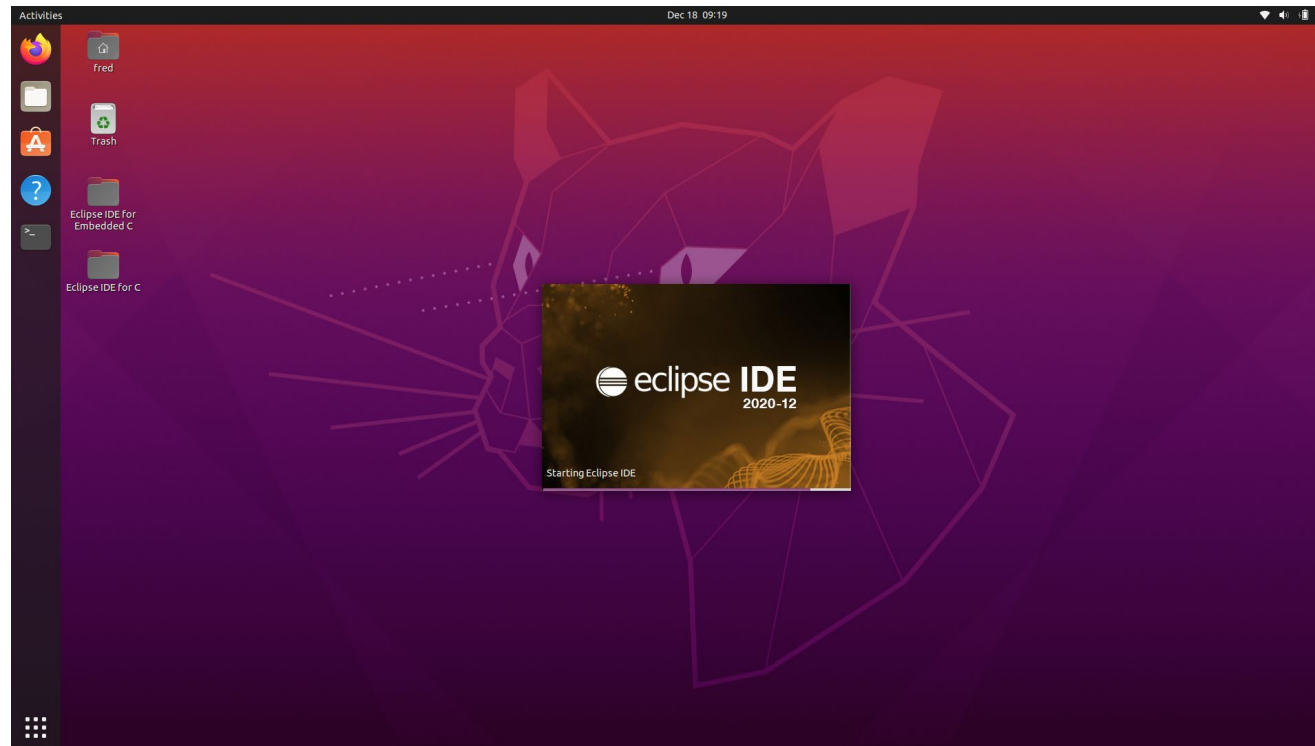 Activities
Dec 18 09:19
fred
Trash
Eclipse IDE for
Embedded C
Eclipse IDE for C
eclipse IDE
2020-12
Starting Eclipse IDE